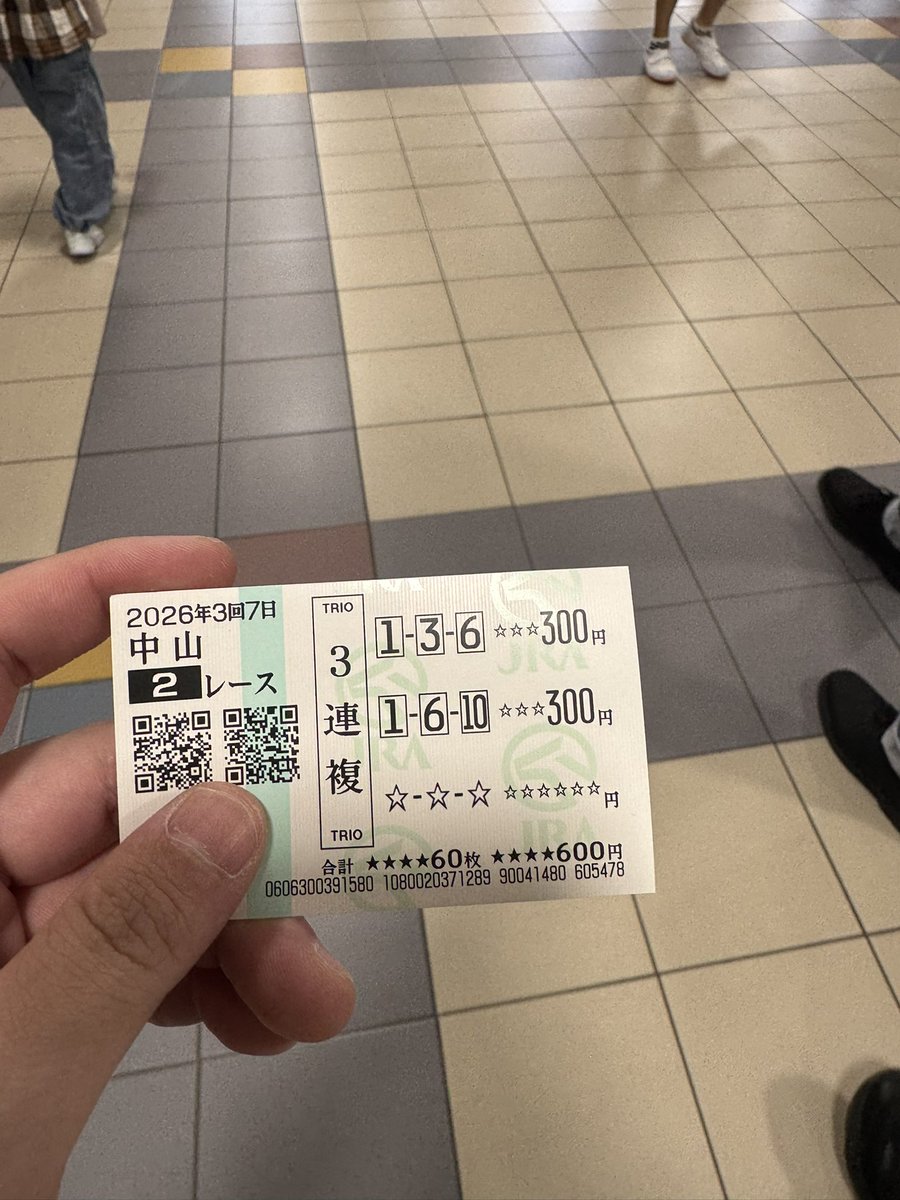 2026年3回7日
中山
2レース
TRIO
3連複
TRIO
1-3-6 ☆☆☆300円
1-6-10 ☆☆☆300円
☆-☆-☆ ☆☆☆☆☆☆円
合計 ★★★★60枚 ★★★★600円
0606300391580 1080020371289 90041480 605478
JRA
JRA
JRA